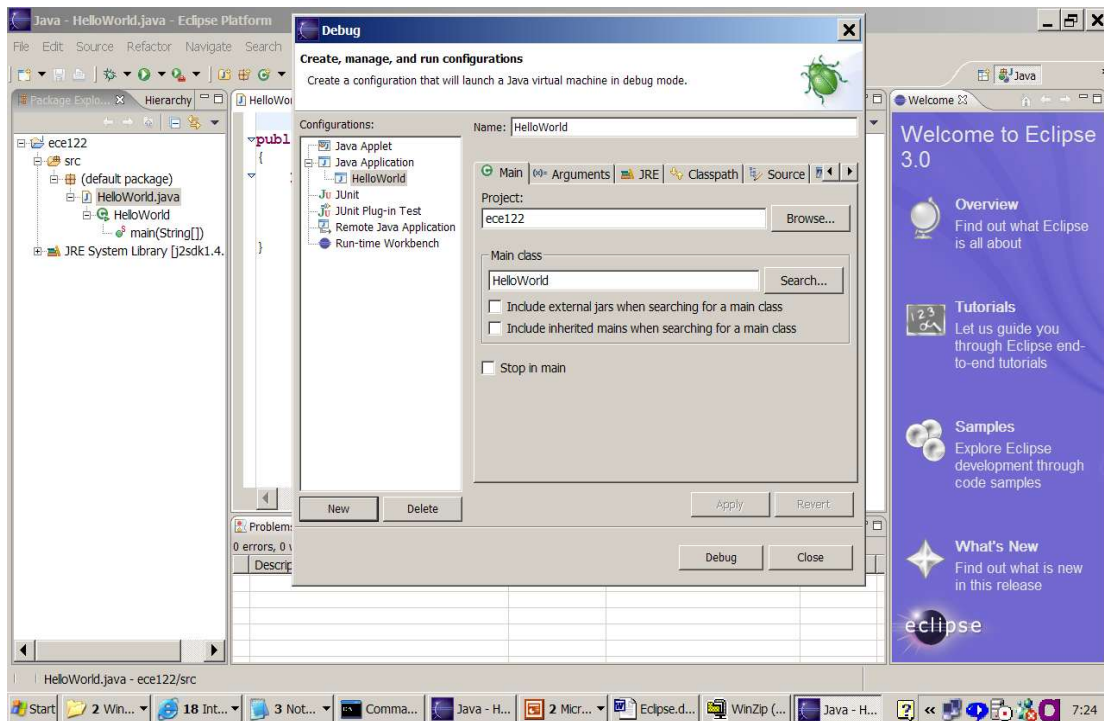 Java - HelloWorld.java - Eclipse Platform
File Edit Source Refactor Navigate Search
Java
Package Explo... Hierarchy
ece122
src
(default package)
HelloWorld.java
HelloWorld
main(String[])
JRE System Library [j2sdk1.4.
HelloWor
publ
{
}
Debug
Create, manage, and run configurations
Create a configuration that will launch a Java virtual machine in debug mode.
Configurations:
Java Applet
Java Application
HelloWorld
JUnit
JUnit Plug-in Test
Remote Java Application
Run-time Workbench
New Delete
Name: HelloWorld
Main Arguments JRE Classpath Source
Project:
ece122 Browse...
Main class
HelloWorld Search...
Include external jars when searching for a main class
Include inherited mains when searching for a main class
Stop in main
Apply Revert
Debug Close
Problem
0 errors, 0
Descrip
Welcome
Welcome to Eclipse
3.0
Overview
Find out what Eclipse
is all about
Tutorials
Let us guide you
through Eclipse end-
to-end tutorials
Samples
Explore Eclipse
development through
code samples
What's New
Find out what is new
in this release
eclipse
HelloWorld.java - ece122/src
Start 2 Win... 18 Int... 3 Not... Comma... Java - H... 2 Micr... Eclipse.d... WinZip (... Java - H... 7:24